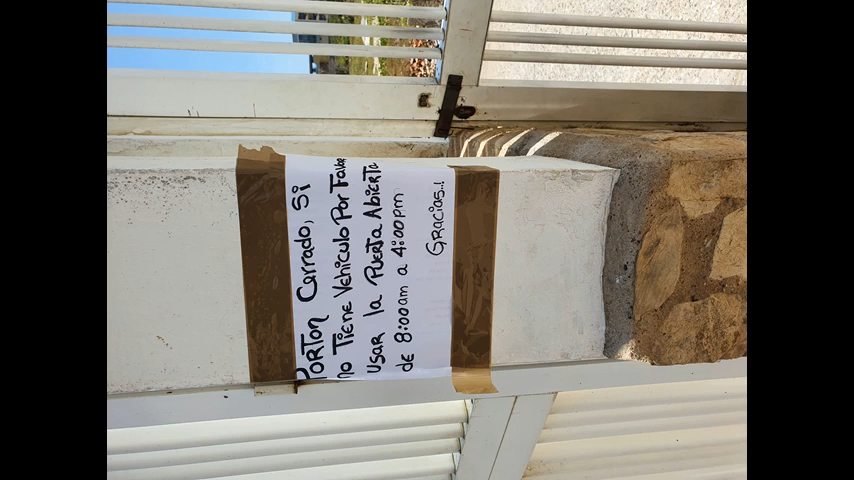 PORTON Cerrado, Si
no Tiene Vehiculo Por Favor
usar la Puerta Abierta
de 8:00am a 4:00pm
Gracias..!